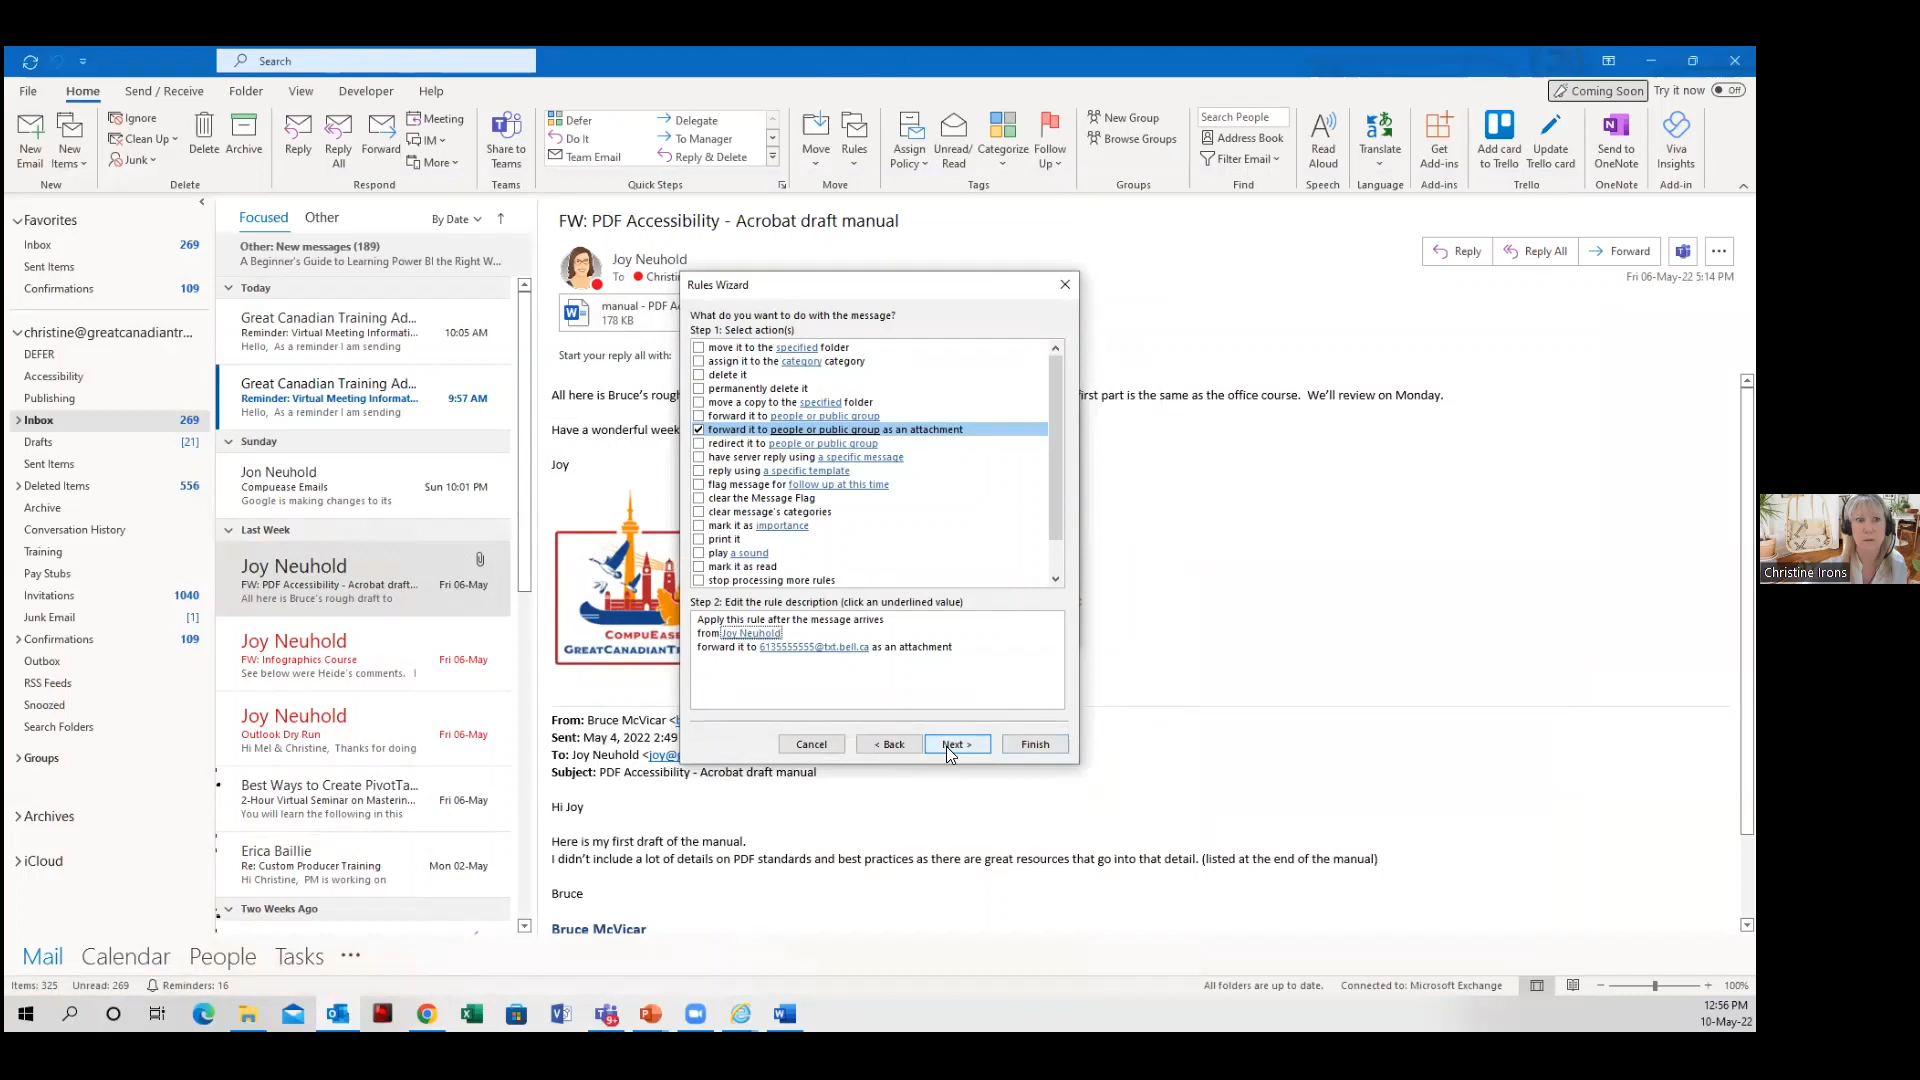 Search
File Home Send / Receive Folder View Developer Help
Coming Soon Try it now Off
New Email
New Items
Ignore
Clean Up
Junk
Delete
Archive
Reply
Reply All
Forward
Meeting
IM
More
Share to Teams
Defer
Do It
Team Email
Delegate
To Manager
Reply & Delete
Move
Rules
Assign Policy
Unread/ Read
Categorize
Follow Up
New Group
Browse Groups
Search People
Address Book
Filter Email
Read Aloud
Translate
Get Add-ins
Add card to Trello
Update Trello card
Send to OneNote
Viva Insights
New Delete Respond Teams Quick Steps Move Tags Groups Find Speech Language Add-ins Trello OneNote Add-in
Favorites
Inbox 269
Sent Items
Confirmations 109
christine@greatcanadiantr...
DEFER
Accessibility
Publishing
Inbox 269
Drafts [21]
Sent Items
Deleted Items 556
Archive
Conversation History
Training
Pay Stubs
Invitations 1040
Junk Email [1]
Confirmations 109
Outbox
RSS Feeds
Snoozed
Search Folders
Groups
Archives
iCloud
Focused Other By Date
Other: New messages (189)
A Beginner's Guide to Learning Power BI the Right W...
Today
Great Canadian Training Ad...
Reminder: Virtual Meeting Informati... 10:05 AM
Hello, As a reminder I am sending
Great Canadian Training Ad...
Reminder: Virtual Meeting Informat... 9:57 AM
Hello, As a reminder I am sending
Sunday
Jon Neuhold
Compuease Emails Sun 10:01 PM
Google is making changes to its
Last Week
Joy Neuhold
FW: PDF Accessibility - Acrobat draft... Fri 06-May
All here is Bruce's rough draft to
Joy Neuhold
FW: Infographics Course Fri 06-May
See below were Heide's comments. I
Joy Neuhold
Outlook Dry Run Fri 06-May
Hi Mel & Christine, Thanks for doing
Best Ways to Create PivotTa...
2-Hour Virtual Seminar on Masterin... Fri 06-May
You will learn the following in this
Erica Baillie
Re: Custom Producer Training Mon 02-May
Hi Christine, PM is working on
Two Weeks Ago
FW: PDF Accessibility - Acrobat draft manual
Joy Neuhold
To Christi
Reply Reply All Forward
Fri 06-May-22 5:14 PM
manual - PDF A
178 KB
Start your reply all with:
All here is Bruce's roug
irst part is the same as the office course. We'll review on Monday.
Have a wonderful week
Joy
COMPUEASE
GREATCANADIANT
From: Bruce McVicar <
Sent: May 4, 2022 2:49
To: Joy Neuhold <joy@g
Subject: PDF Accessibility - Acrobat draft manual
Hi Joy
Here is my first draft of the manual.
I didn't include a lot of details on PDF standards and best practices as there are great resources that go into that detail. (listed at the end of the manual)
Bruce
Bruce McVicar
Rules Wizard
What do you want to do with the message?
Step 1: Select action(s)
move it to the specified folder
assign it to the category category
delete it
permanently delete it
move a copy to the specified folder
forward it to people or public group
forward it to people or public group as an attachment
redirect it to people or public group
have server reply using a specific message
reply using a specific template
flag message for follow up at this time
clear the Message Flag
clear message's categories
mark it as importance
print it
play a sound
mark it as read
stop processing more rules
Step 2: Edit the rule description (click an underlined value)
Apply this rule after the message arrives
from Joy Neuhold
forward it to 6135555555@txt.bell.ca as an attachment
Cancel < Back Next > Finish
Christine Irons
Mail Calendar People Tasks ...
Items: 325 Unread: 269 Reminders: 16
All folders are up to date. Connected to: Microsoft Exchange 100%
9+
12:56 PM
10-May-22